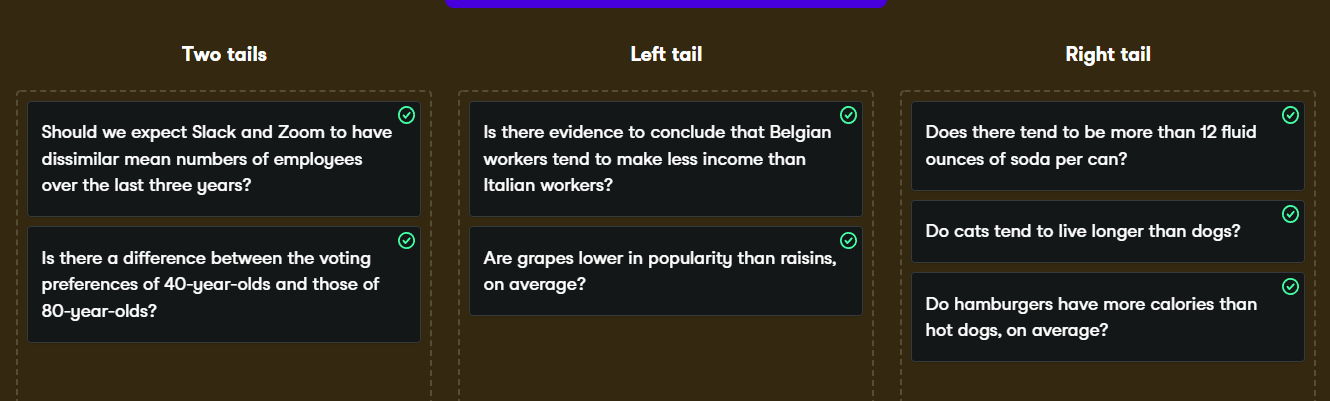 Two tails
Should we expect Slack and Zoom to have
dissimilar mean numbers of employees
over the last three years?
Is there a difference between the voting
preferences of 40-year-olds and those of
80-year-olds?
Left tail
Is there evidence to conclude that Belgian
workers tend to make less income than
Italian workers?
Are grapes lower in popularity than raisins,
on average?
Right tail
Does there tend to be more than 12 fluid
ounces of soda per can?
Do cats tend to live longer than dogs?
Do hamburgers have more calories than
hot dogs, on average?